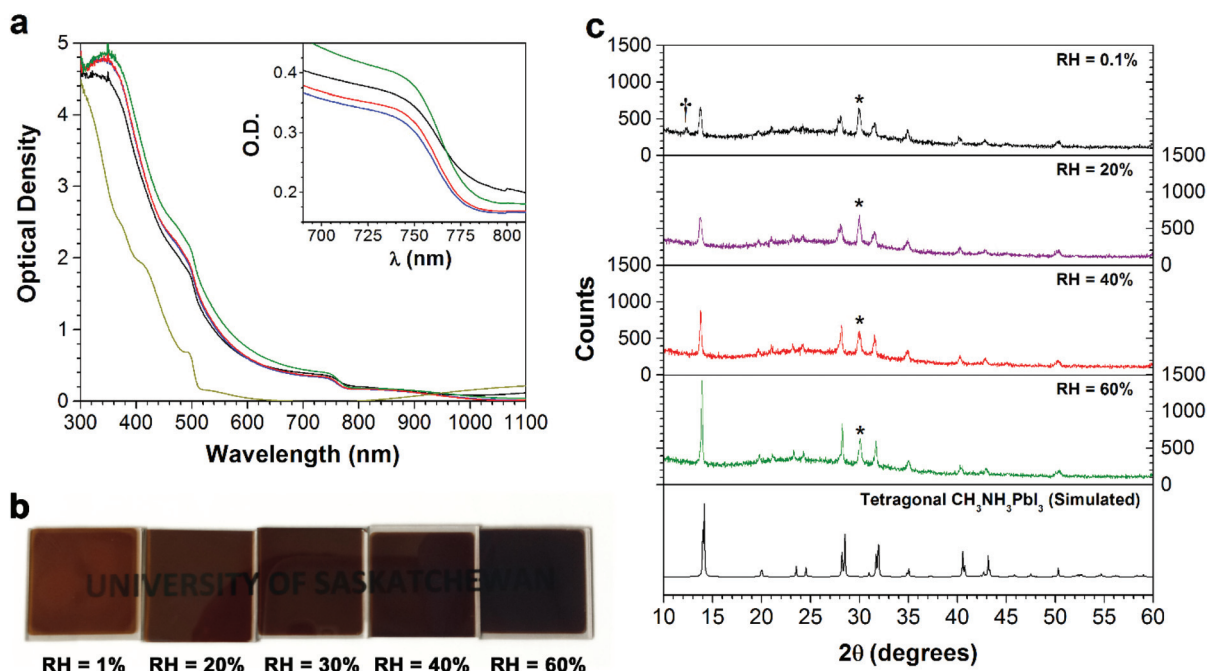 a
5
4
3
2
1
0
Optical Density
300 400 500 600 700 800 900 1000 1100
Wavelength (nm)
0.4
0.3
0.2
O.D.
700 725 750 775 800
λ (nm)
b
UNIVERSITY OF SASKATCHEWAN
RH = 1% RH = 20% RH = 30% RH = 40% RH = 60%
c
Counts
1500
1000
500
0
RH = 0.1%
†
*
1500
1000
500
0
RH = 20%
*
1500
1000
500
0
RH = 40%
*
1500
1000
500
0
RH = 60%
*
Tetragonal CH₃NH₃PbI₃ (Simulated)
10 15 20 25 30 35 40 45 50 55 60
2θ (degrees)